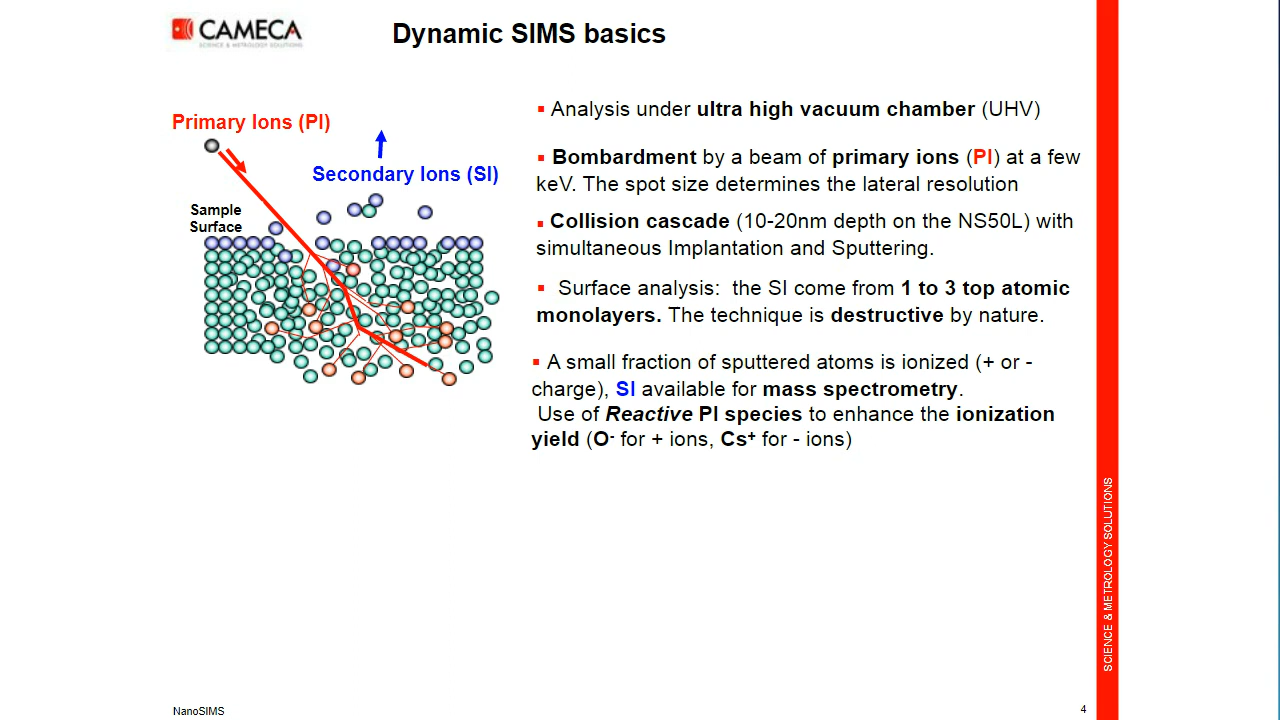 CAMECA
SCIENCE & METROLOGY SOLUTIONS
Dynamic SIMS basics
Primary Ions (PI)
Secondary Ions (SI)
Sample
Surface
▪ Analysis under ultra high vacuum chamber (UHV)
▪ Bombardment by a beam of primary ions (PI) at a few
keV. The spot size determines the lateral resolution
▪ Collision cascade (10-20nm depth on the NS50L) with
simultaneous Implantation and Sputtering.
▪ Surface analysis: the SI come from 1 to 3 top atomic
monolayers. The technique is destructive by nature.
▪ A small fraction of sputtered atoms is ionized (+ or -
charge), SI available for mass spectrometry.
Use of Reactive PI species to enhance the ionization
yield (O- for + ions, Cs+ for - ions)
SCIENCE & METROLOGY SOLUTIONS
NanoSIMS
4